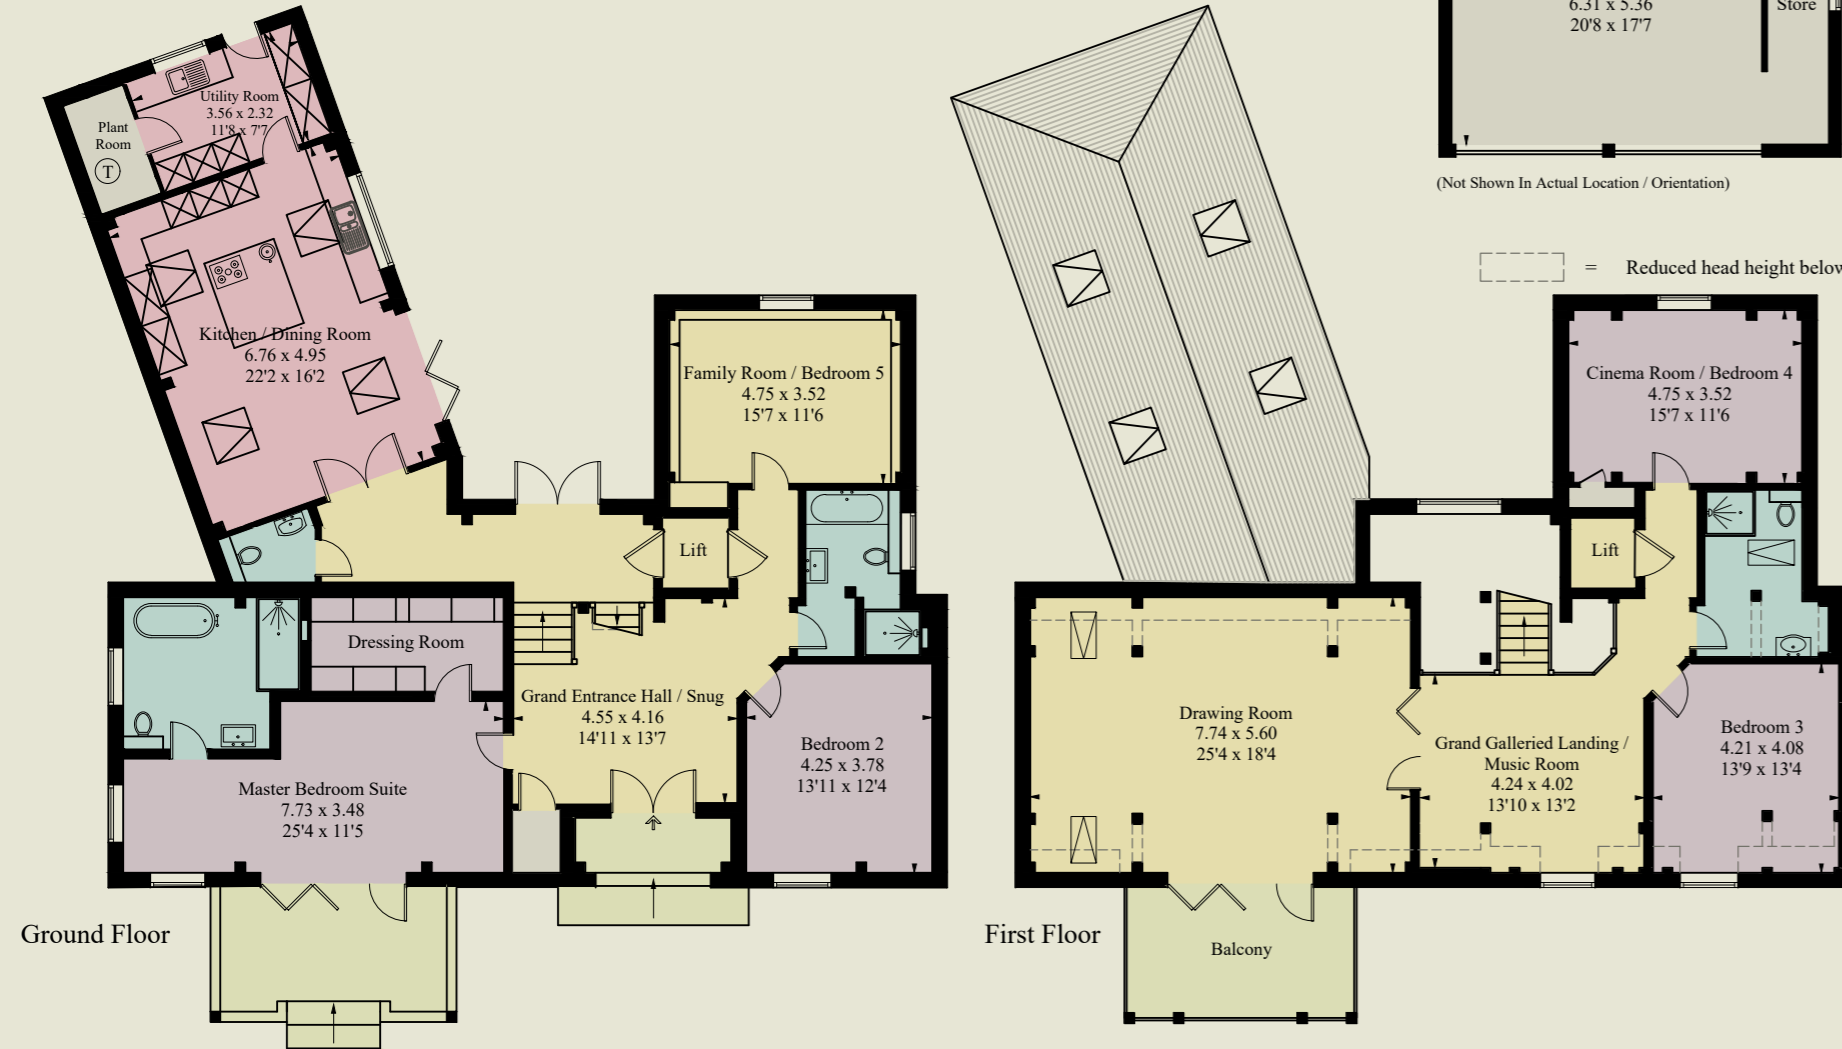 6.31 x 5.36
20'8 x 17'7
Store
(Not Shown In Actual Location / Orientation)
= Reduced head height below
Utility Room
3.56 x 2.32
11'8 x 7'7
Plant
Room
T
Kitchen / Dining Room
6.76 x 4.95
22'2 x 16'2
Family Room / Bedroom 5
4.75 x 3.52
15'7 x 11'6
Lift
Dressing Room
Grand Entrance Hall / Snug
4.55 x 4.16
14'11 x 13'7
Master Bedroom Suite
7.73 x 3.48
25'4 x 11'5
Bedroom 2
4.25 x 3.78
13'11 x 12'4
Ground Floor
Cinema Room / Bedroom 4
4.75 x 3.52
15'7 x 11'6
Lift
Drawing Room
7.74 x 5.60
25'4 x 18'4
Grand Galleried Landing /
Music Room
4.24 x 4.02
13'10 x 13'2
Bedroom 3
4.21 x 4.08
13'9 x 13'4
First Floor
Balcony